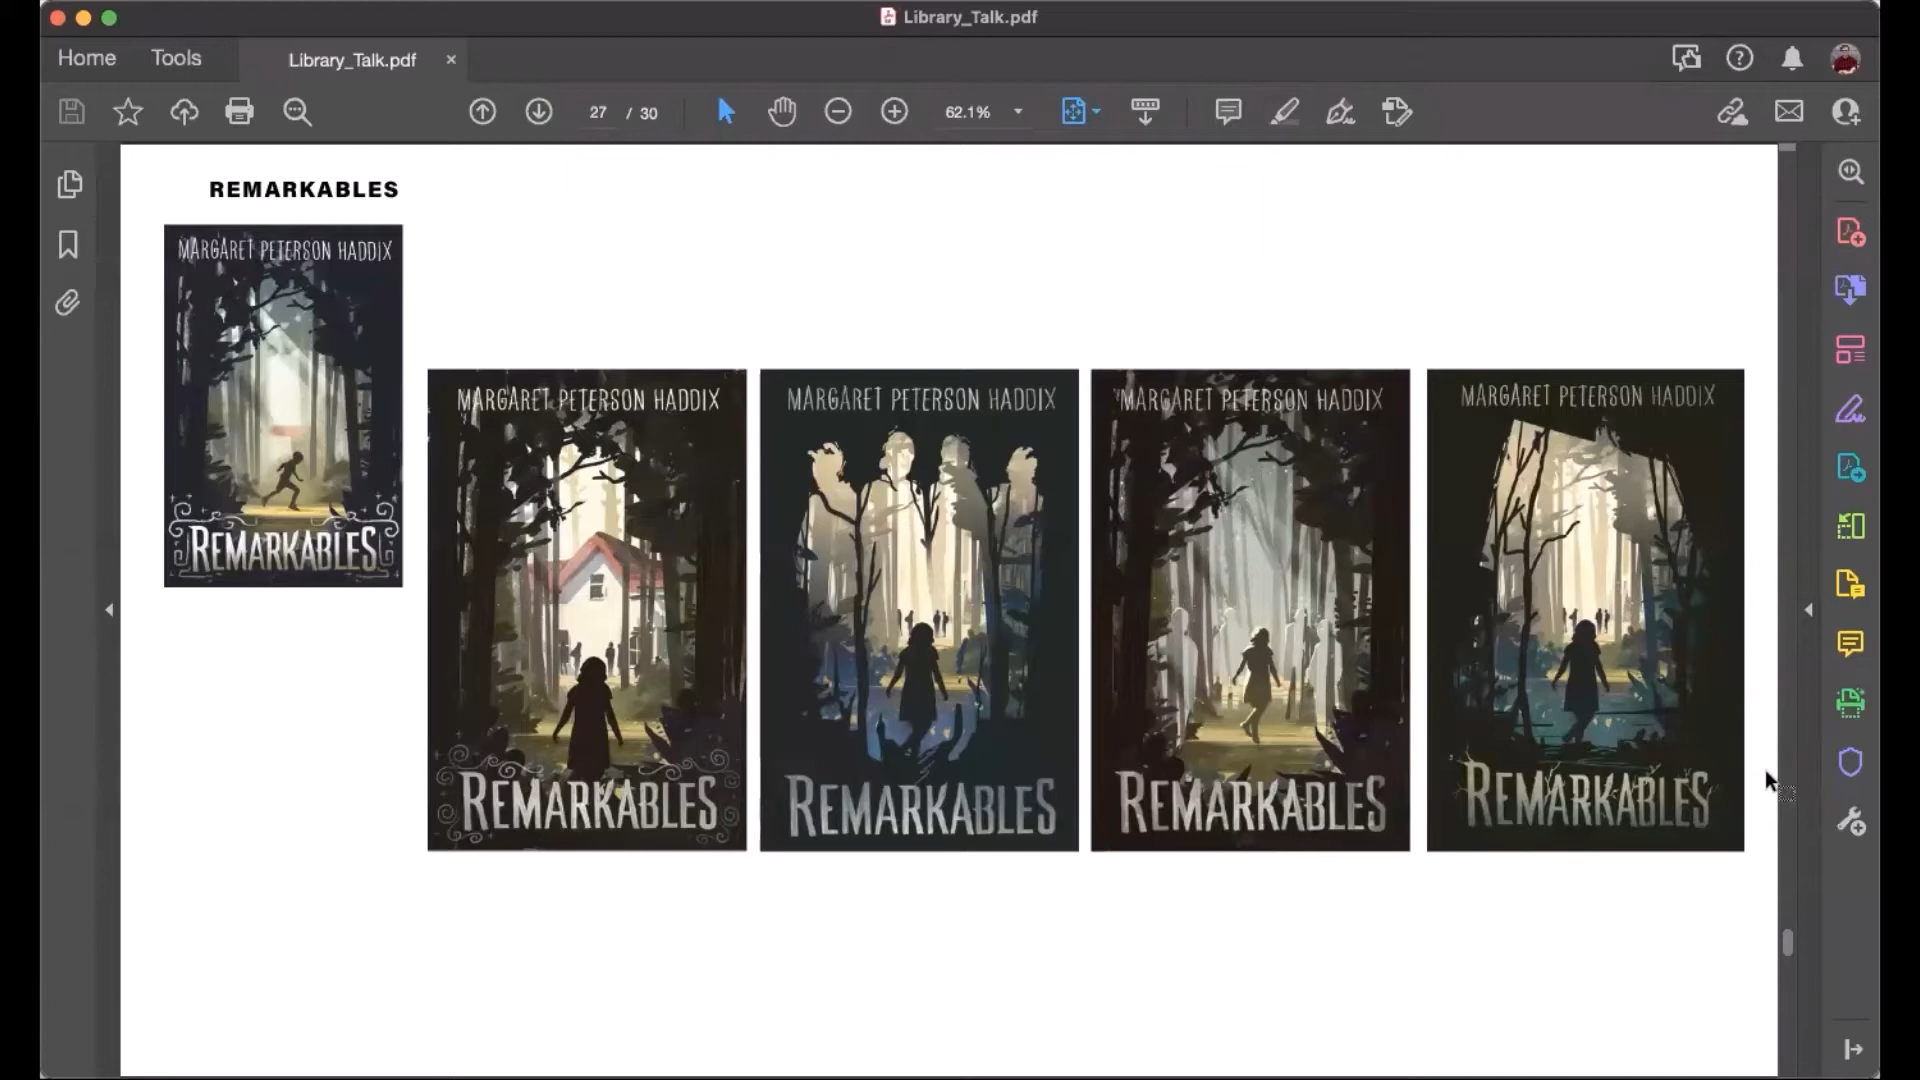 Library_Talk.pdf
Home Tools Library_Talk.pdf ×
27 / 30 62.1%
REMARKABLES
MARGARET PETERSON HADDIX
REMARKABLES
MARGARET PETERSON HADDIX
REMARKABLES
MARGARET PETERSON HADDIX
REMARKABLES
MARGARET PETERSON HADDIX
REMARKABLES
MARGARET PETERSON HADDIX
REMARKABLES